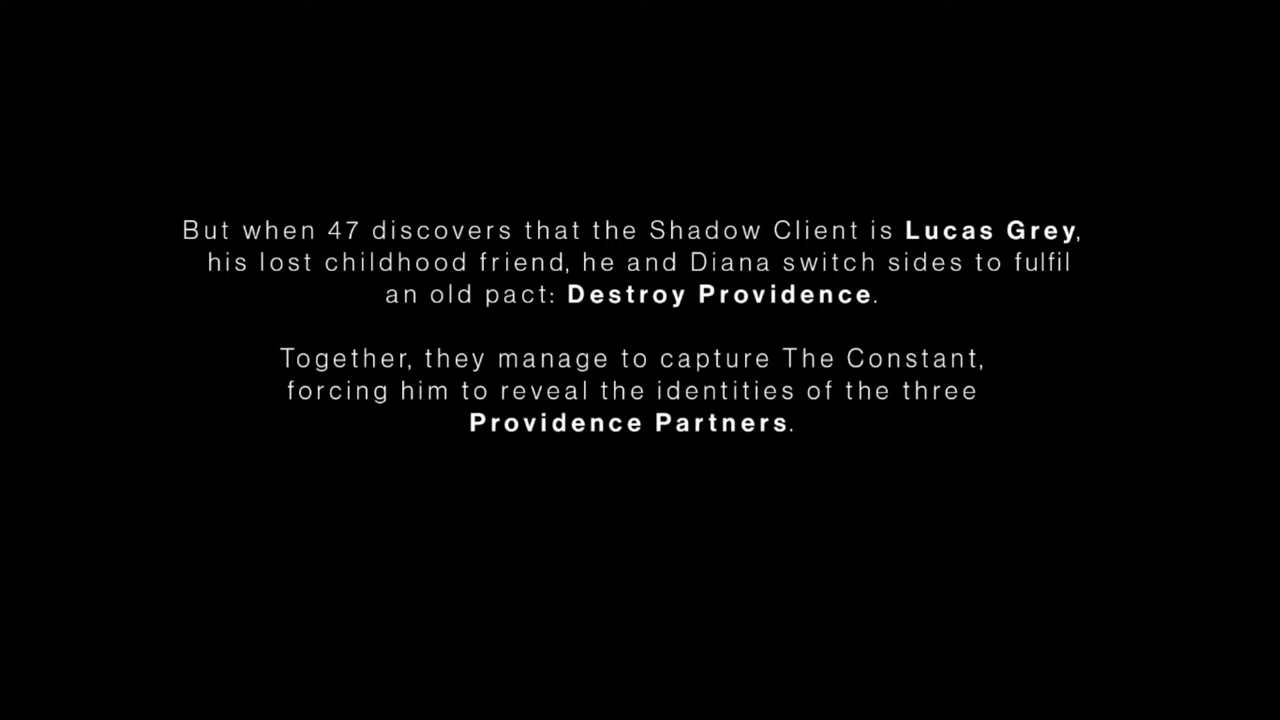 But when 47 discovers that the Shadow Client is Lucas Grey,
his lost childhood friend, he and Diana switch sides to fulfil
an old pact: Destroy Providence.
Together, they manage to capture The Constant,
forcing him to reveal the identities of the three
Providence Partners.